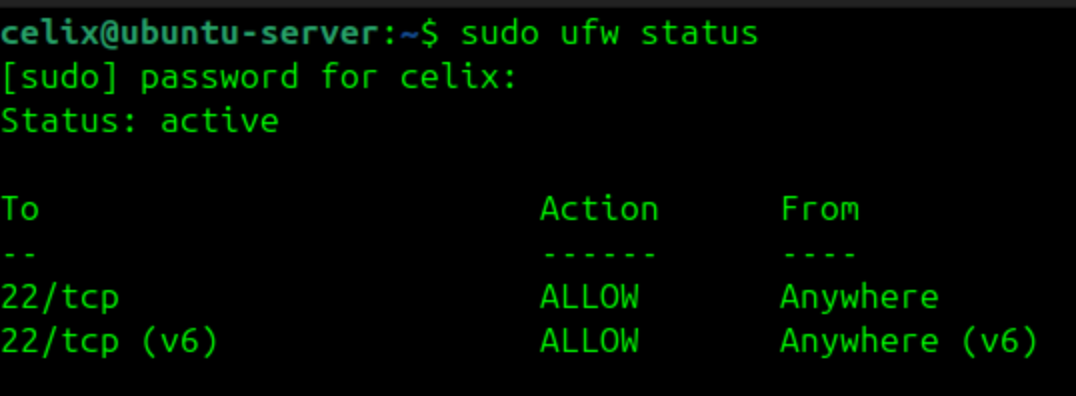 celix@ubuntu-server:~$ sudo ufw status
[sudo] password for celix:
Status: active
To Action From
-- ------ ----
22/tcp ALLOW Anywhere
22/tcp (v6) ALLOW Anywhere (v6)